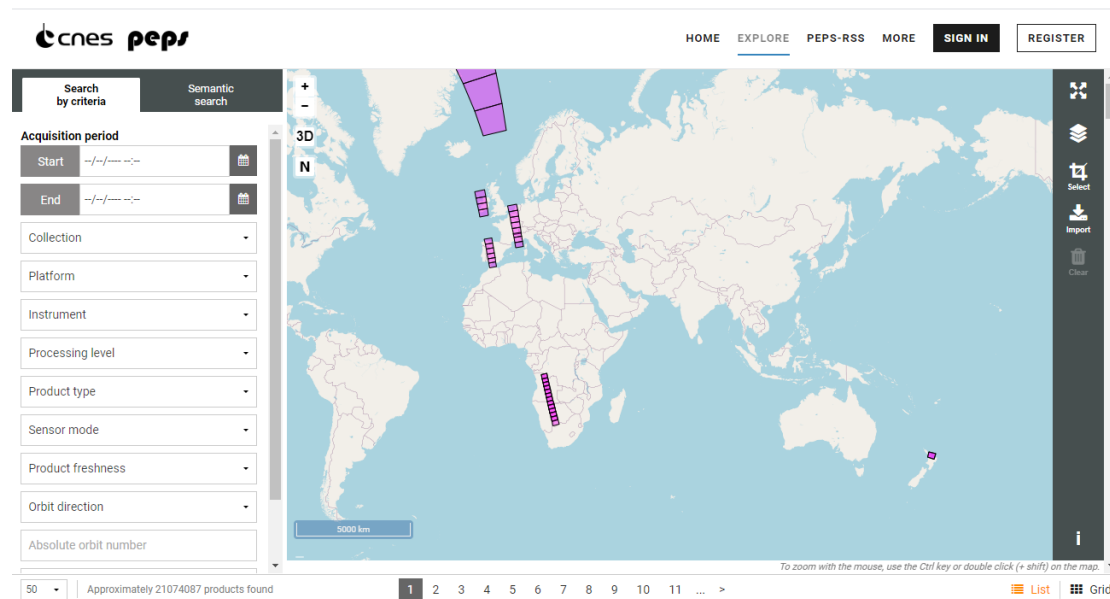 cnes peps
HOME EXPLORE PEPS-RSS MORE SIGN IN REGISTER
Search
by criteria
Semantic
search
Acquisition period
Start --/--/---- --:--
End --/--/---- --:--
Collection
Platform
Instrument
Processing level
Product type
Sensor mode
Product freshness
Orbit direction
Absolute orbit number
+
−
3D
N
Select
Import
Clear
i
5000 km
To zoom with the mouse, use the Ctrl key or double click (+ shift) on the map.
50 Approximately 21074087 products found 1 2 3 4 5 6 7 8 9 10 11 ... > List Grid